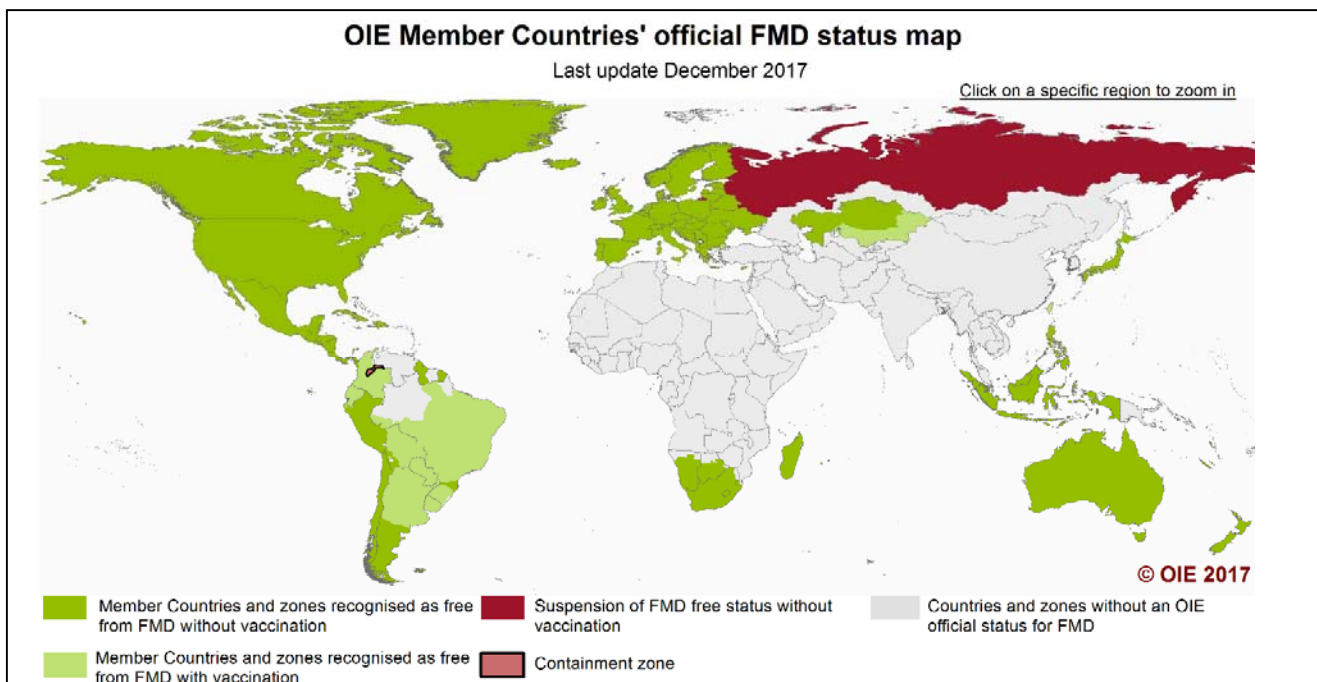 OIE Member Countries' official FMD status map
Last update December 2017
Click on a specific region to zoom in
© OIE 2017
Member Countries and zones recognised as free
from FMD without vaccination
Suspension of FMD free status without
vaccination
Countries and zones without an OIE
official status for FMD
Member Countries and zones recognised as free
from FMD with vaccination
Containment zone